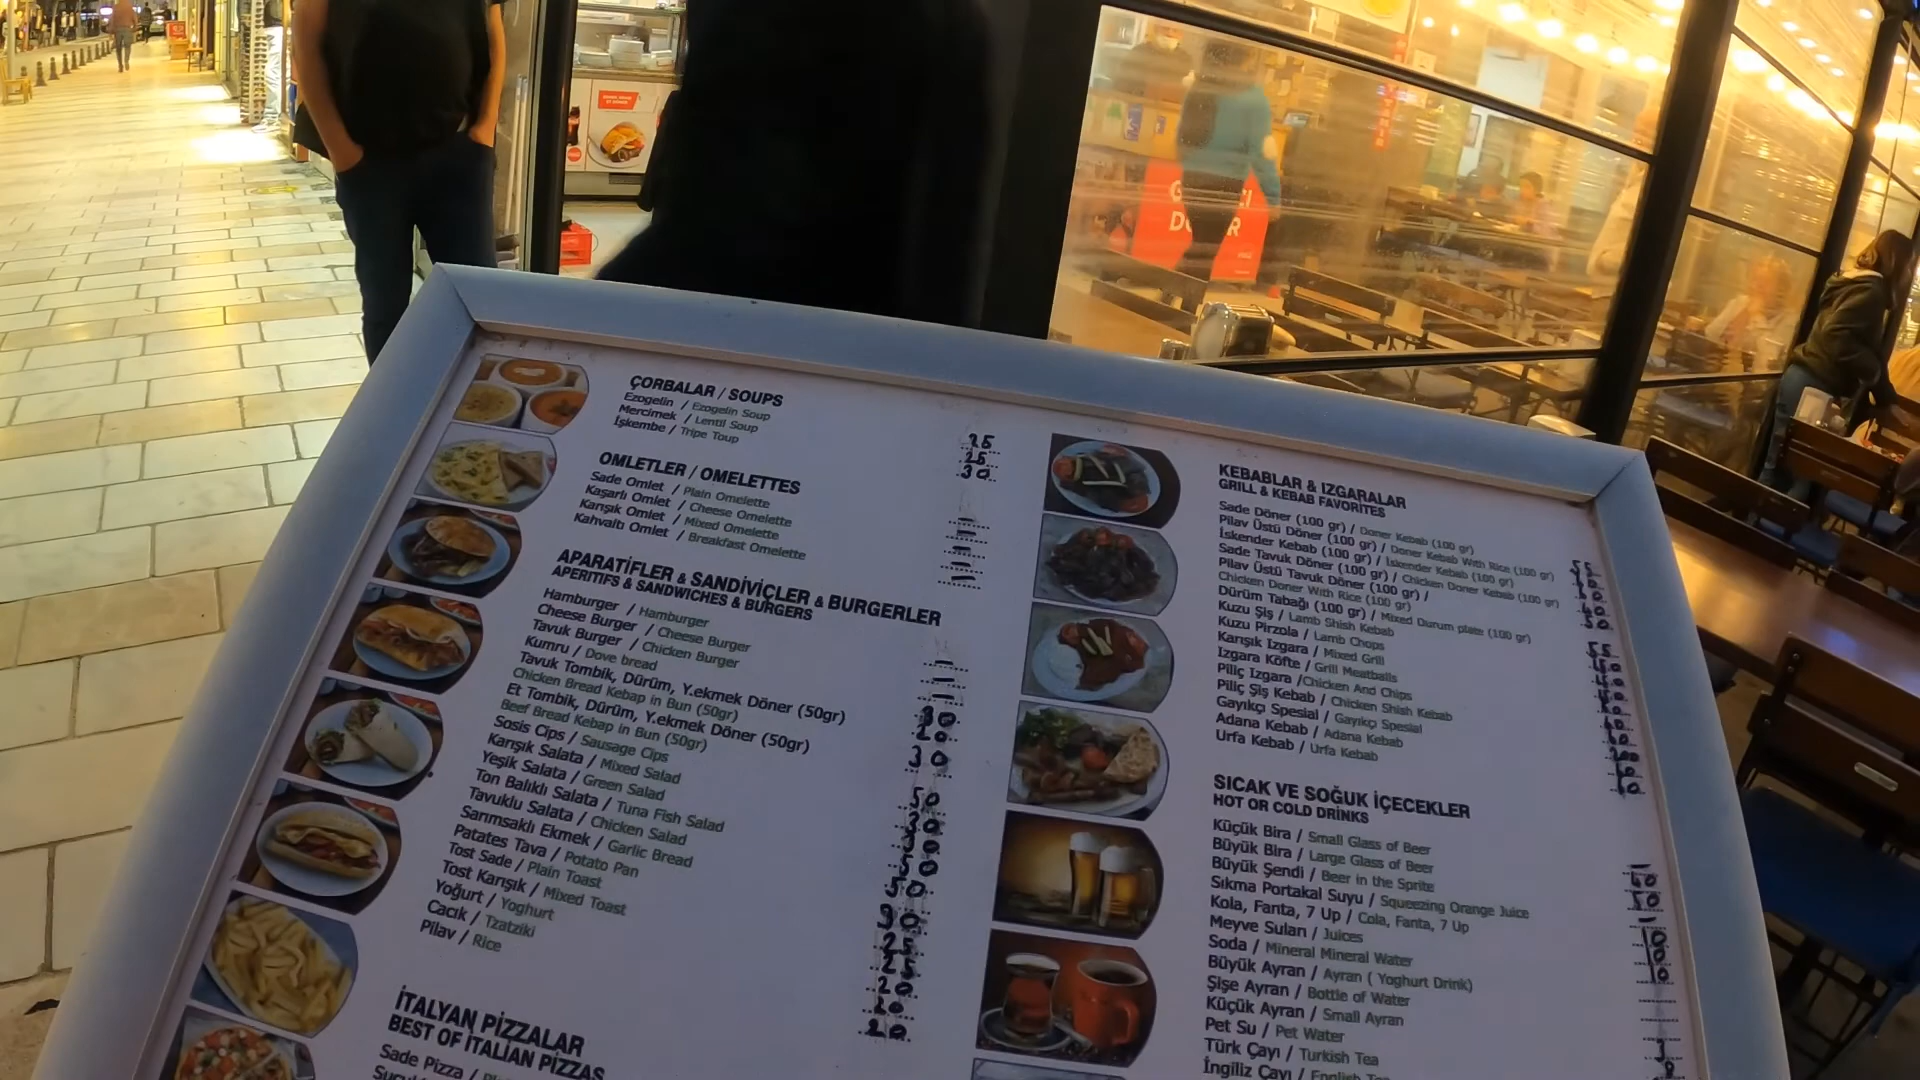 ÇORBALAR / SOUPS
Ezogelin / Ezogelin Soup
Mercimek / Lentil Soup
İşkembe / Tripe Toup
25
25
30
OMLETLER / OMELETTES
Sade Omlet / Plain Omelette
Kaşarlı Omlet / Cheese Omelette
Karışık Omlet / Mixed Omelette
Kahvaltı Omlet / Breakfast Omelette
APARATİFLER & SANDİVİÇLER & BURGERLER
APERITIFS & SANDWICHES & BURGERS
Hamburger / Hamburger
Cheese Burger / Cheese Burger
Tavuk Burger / Chicken Burger
Kumru / Dove bread
Tavuk Tombik, Dürüm, Y.ekmek Döner (50gr)
Chicken Bread Kebap in Bun (50gr)
Et Tombik, Dürüm, Y.ekmek Döner (50gr)
Beef Bread Kebap in Bun (50gr)
Sosis Cips / Sausage Cips
Karışık Salata / Mixed Salad
Yeşik Salata / Green Salad
Ton Balıklı Salata / Tuna Fish Salad
Tavuklu Salata / Chicken Salad
Sarımsaklı Ekmek / Garlic Bread
Patates Tava / Potato Pan
Tost Sade / Plain Toast
Tost Karışık / Mixed Toast
Yoğurt / Yoghurt
Cacık / Tzatziki
Pilav / Rice
25
25
20
20
20
İTALYAN PİZZALAR
BEST OF İTALİAN PİZZAS
Sade Pizza /
KEBABLAR & IZGARALAR
GRILL & KEBAB FAVORITES
Sade Döner (100 gr) / Doner Kebab (100 gr)
Pilav Üstü Döner (100 gr) / Doner Kebab With Rice (100 gr)
İskender Kebab (100 gr) / İskender Kebab (100 gr)
Sade Tavuk Döner (100 gr) / Chicken Doner Kebab (100 gr)
Pilav Üstü Tavuk Döner (100 gr) /
Chicken Doner With Rice (100 gr)
Dürüm Tabağı (100 gr) / Mixed Durum plate (100 gr)
Kuzu Şiş / Lamb Shish Kebab
Kuzu Pirzola / Lamb Chops
Karışık Izgara / Mixed Grill
Izgara Köfte / Grill Meatballs
Piliç Izgara /Chicken And Chips
Piliç Şiş Kebab / Chicken Shish Kebab
Gayıkçı Spesial / Gayıkçı Spesial
Adana Kebab / Adana Kebab
Urfa Kebab / Urfa Kebab
SICAK VE SOĞUK İÇECEKLER
HOT OR COLD DRİNKS
Küçük Bira / Small Glass of Beer
Büyük Bira / Large Glass of Beer
Büyük Şendi / Beer in the Sprite
Sıkma Portakal Suyu / Squeezing Orange Juice
Kola, Fanta, 7 Up / Cola, Fanta, 7 Up
Meyve Suları / Juices
Soda / Mineral Mineral Water
Büyük Ayran / Ayran ( Yoghurt Drink)
Şişe Ayran / Bottle of Water
Küçük Ayran / Small Ayran
Pet Su / Pet Water
Türk Çayı / Turkish Tea
İngiliz Çayı / English